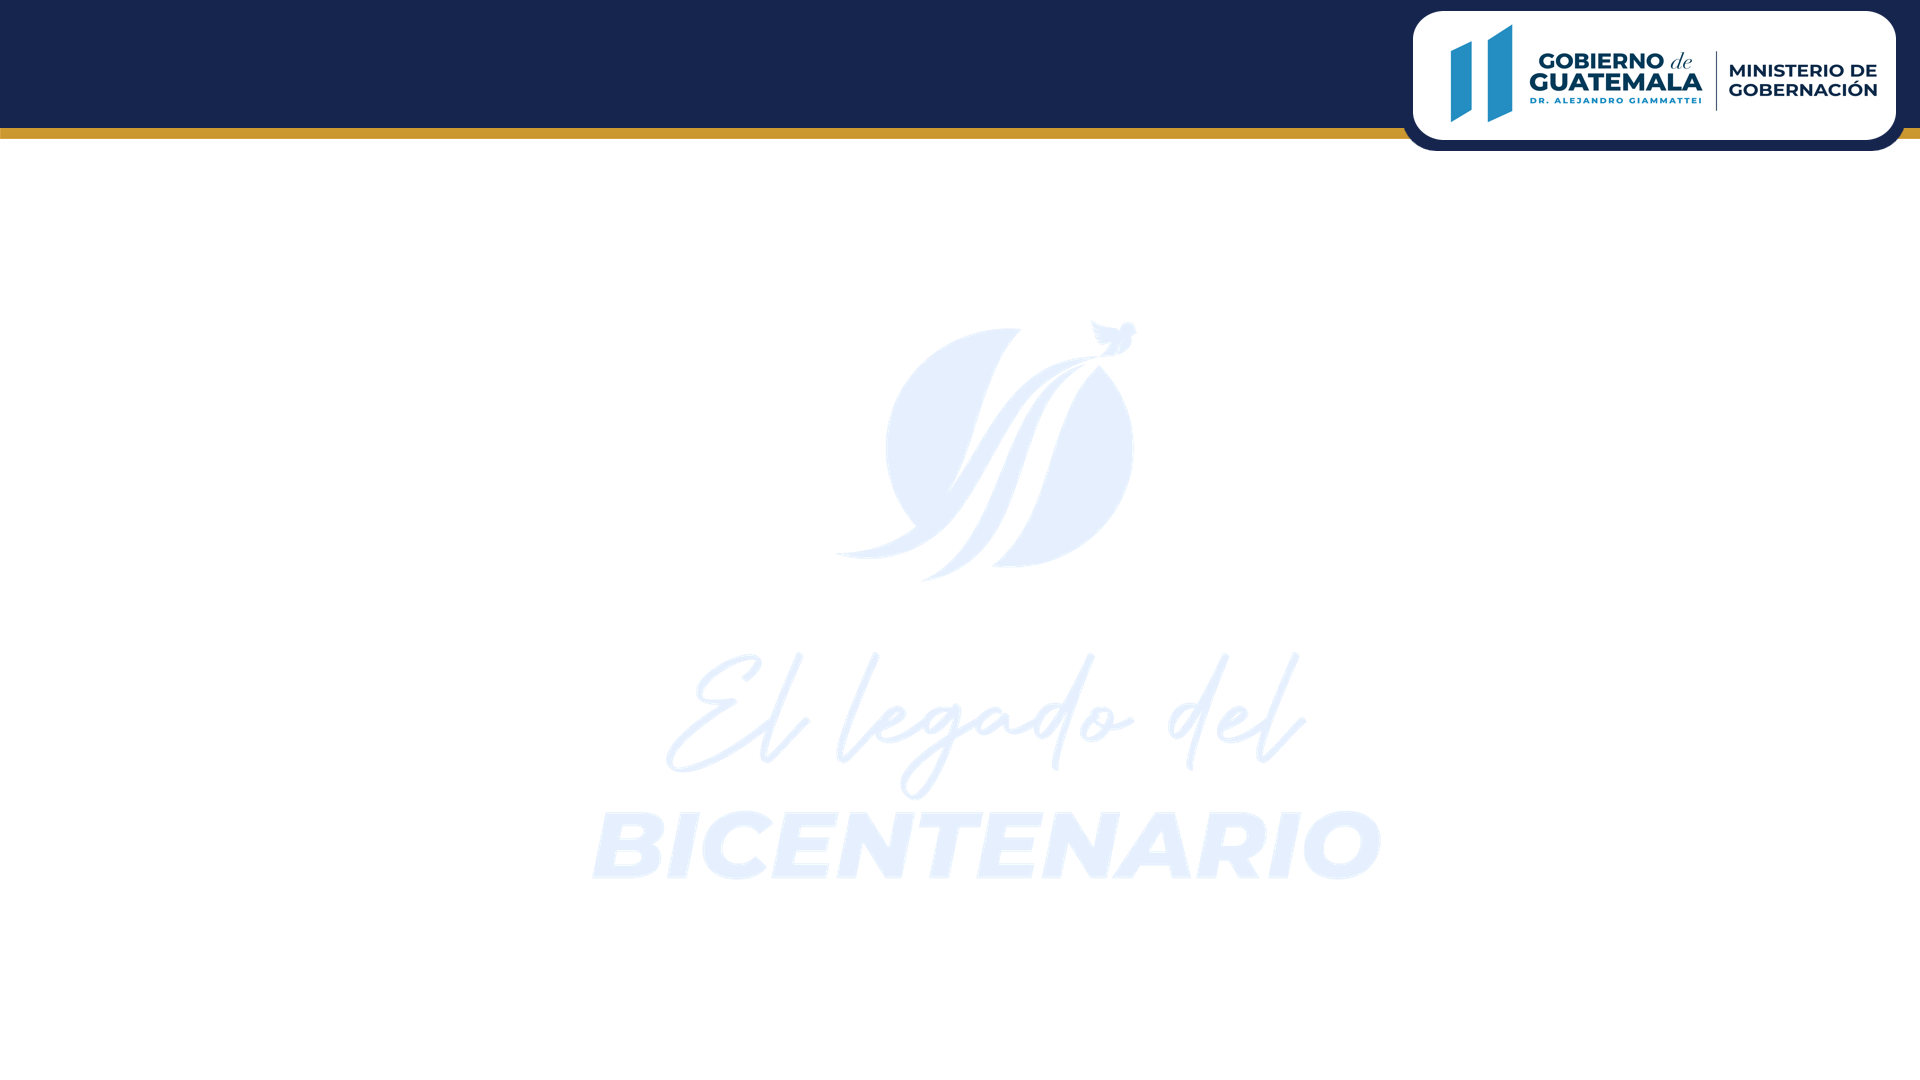 GOBIERNO de
GUATEMALA
DR. ALEJANDRO GIAMMATTEI
MINISTERIO DE
GOBERNACIÓN
El legado del
BICENTENARIO